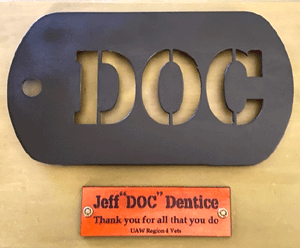 DOC
Jeff "DOC" Dentice
Thank you for all that you do
UAW Region 4 Vets